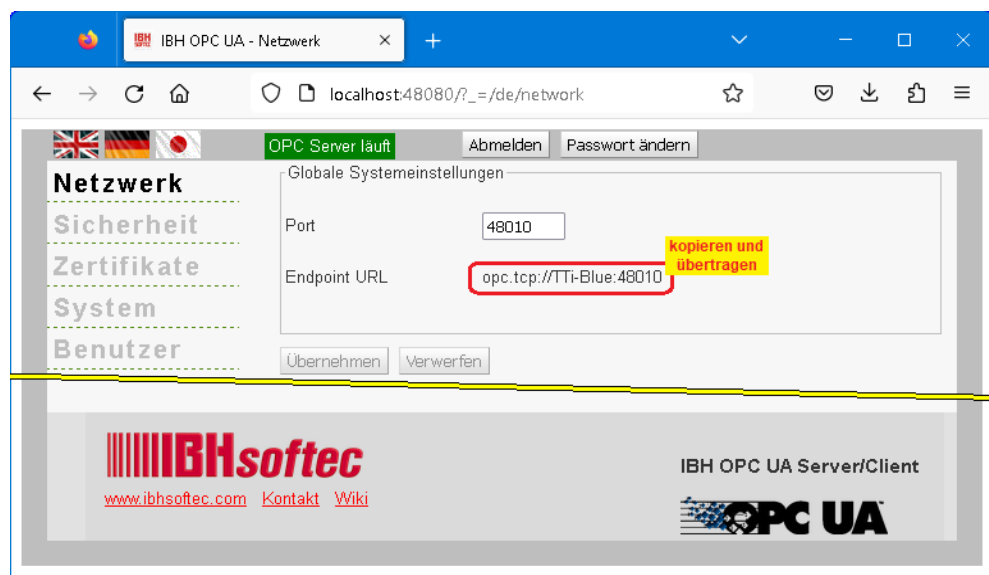 IBH OPC UA - Netzwerk
localhost:48080/?_=/de/network
OPC Server läuft
Abmelden
Passwort ändern
Netzwerk
Sicherheit
Zertifikate
System
Benutzer
Globale Systemeinstellungen
Port
48010
kopieren und
übertragen
Endpoint URL
opc.tcp://TTi-Blue:48010
Übernehmen
Verwerfen
IBHsoftec
www.ibhsoftec.com Kontakt Wiki
IBH OPC UA Server/Client
OPC UA